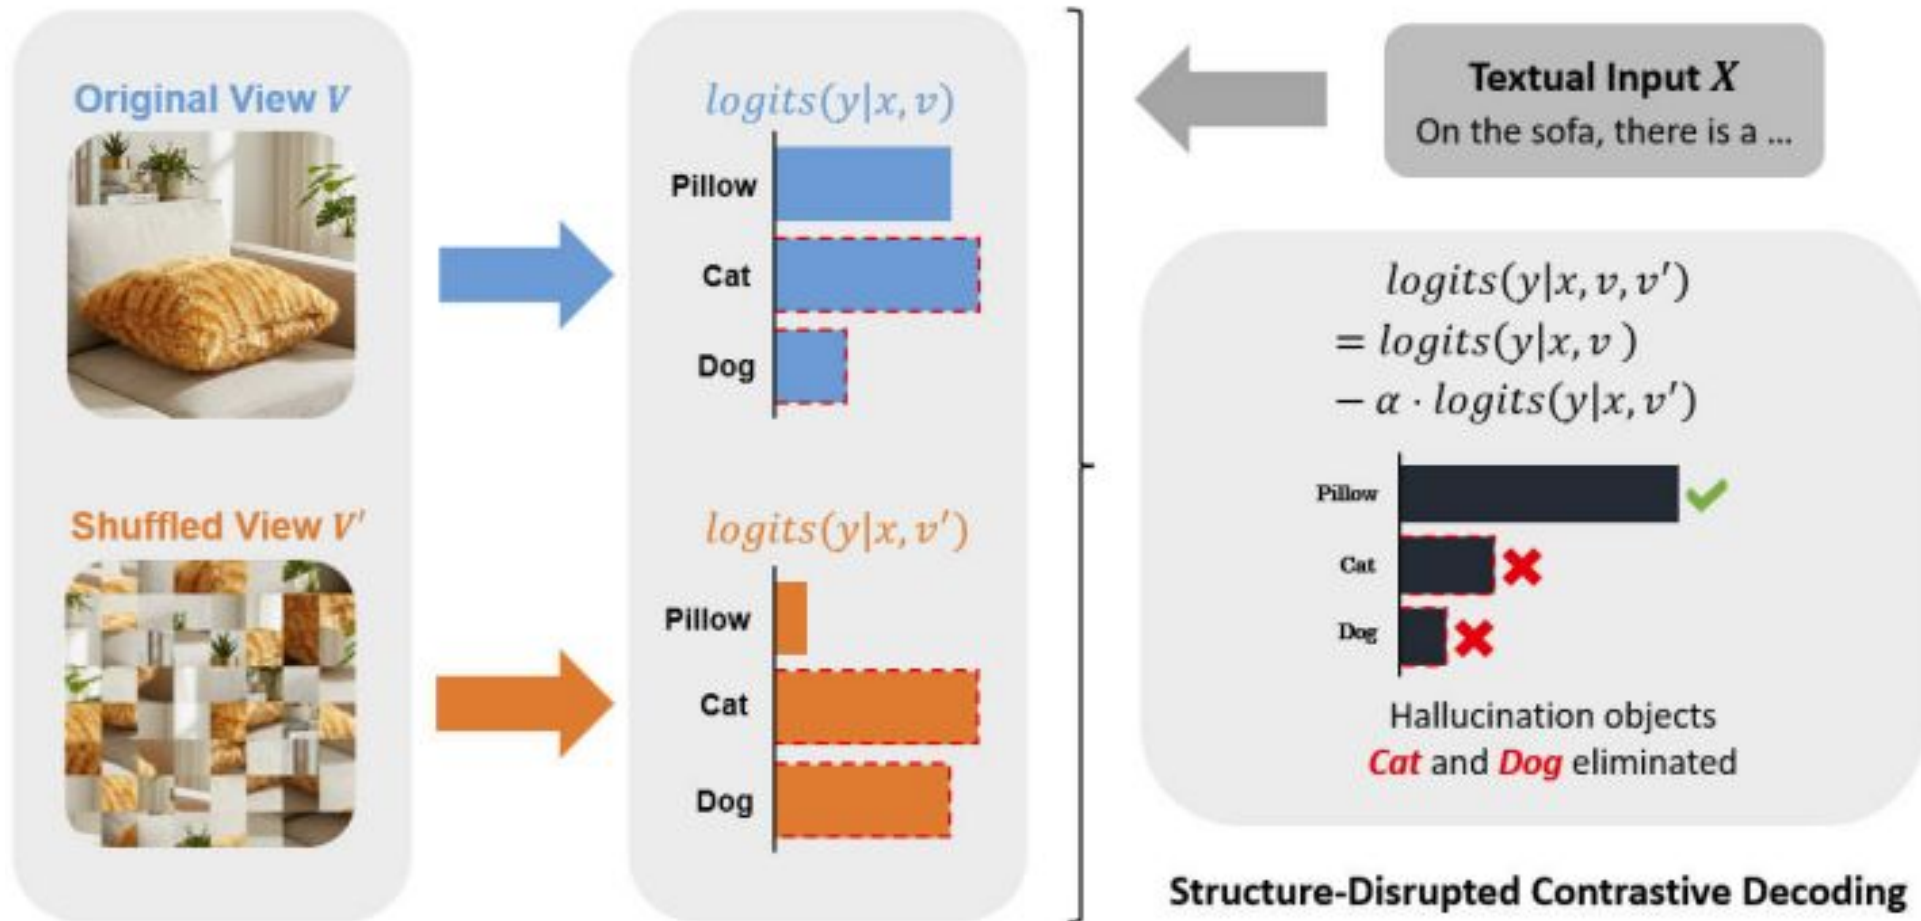 Original View V
Shuffled View V′
logits(y|x, v)
Pillow
Cat
Dog
logits(y|x, v′)
Pillow
Cat
Dog
Textual Input X
On the sofa, there is a ...
logits(y|x, v, v′)
= logits(y|x, v )
− α · logits(y|x, v′)
Pillow
Cat
Dog
Hallucination objects
Cat and Dog eliminated
Structure-Disrupted Contrastive Decoding